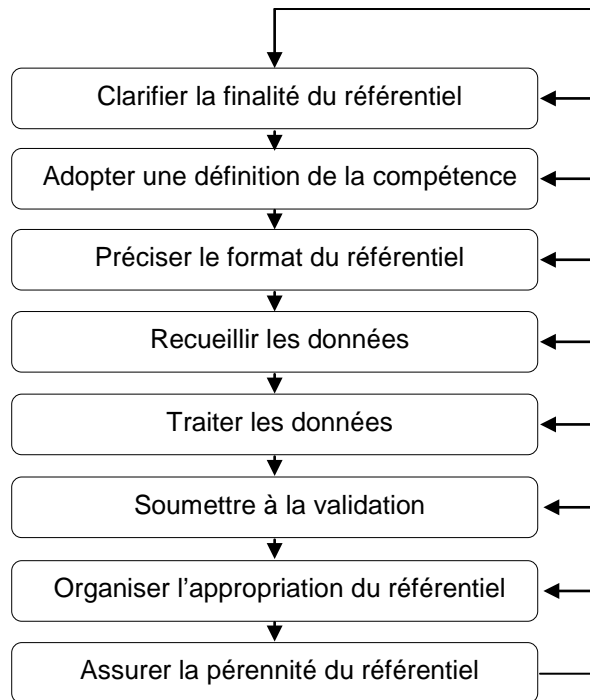 Clarifier la finalité du référentiel
Adopter une définition de la compétence
Préciser le format du référentiel
Recueillir les données
Traiter les données
Soumettre à la validation
Organiser l’appropriation du référentiel
Assurer la pérennité du référentiel